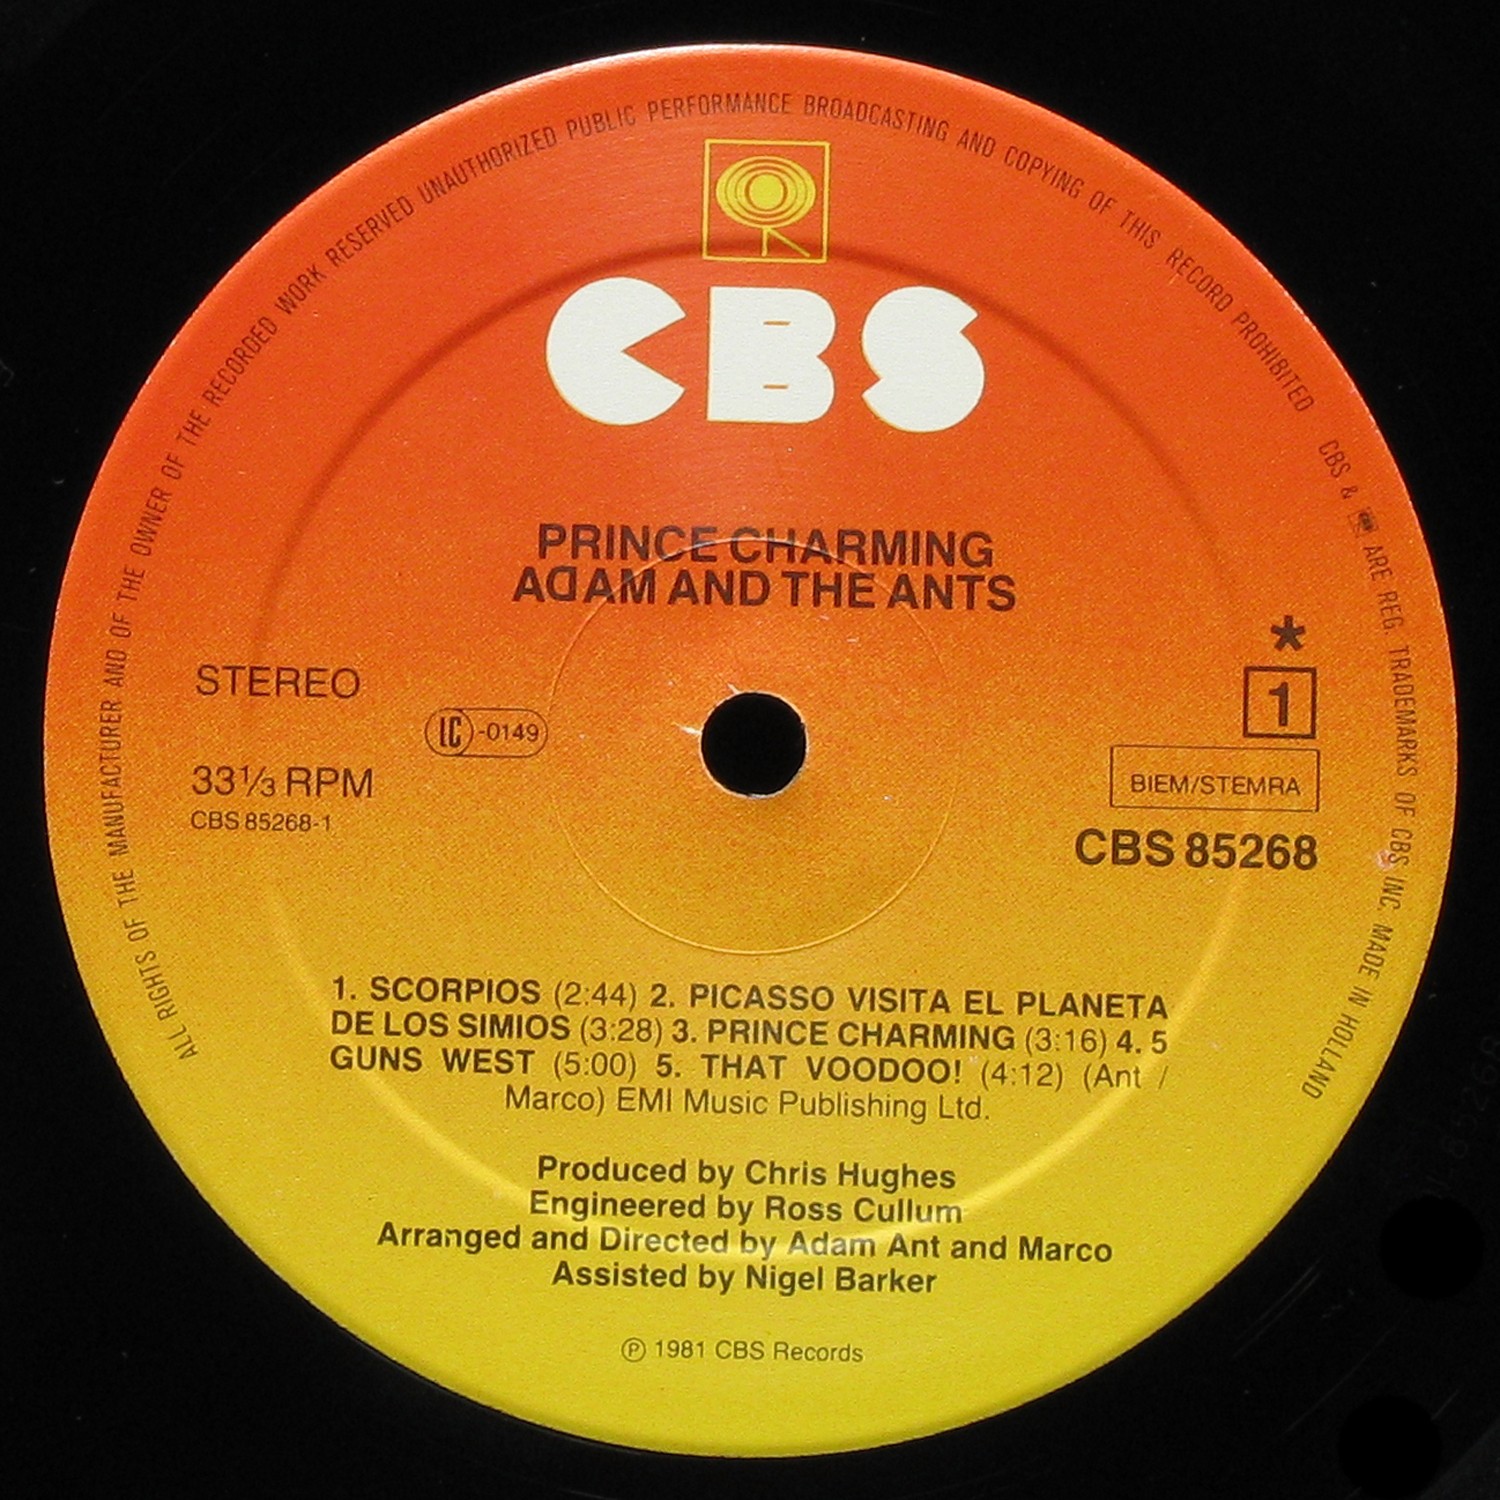 ALL RIGHTS OF THE MANUFACTURER AND OF THE OWNER OF THE RECORDED WORK RESERVED UNAUTHORIZED PUBLIC PERFORMANCE BROADCASTING AND COPYING OF THIS RECORD PROHIBITED CBS & ARE REG. TRADEMARKS OF CBS INC. MADE IN HOLLAND
CBS
PRINCE CHARMING
ADAM AND THE ANTS
STEREO
LC-0149
33⅓ RPM
CBS 85268-1
*
1
BIEM/STEMRA
CBS 85268
1. SCORPIOS (2:44) 2. PICASSO VISITA EL PLANETA
DE LOS SIMIOS (3:28) 3. PRINCE CHARMING (3:16) 4. 5
GUNS WEST (5:00) 5. THAT VOODOO! (4:12) (Ant /
Marco) EMI Music Publishing Ltd.
Produced by Chris Hughes
Engineered by Ross Cullum
Arranged and Directed by Adam Ant and Marco
Assisted by Nigel Barker
℗ 1981 CBS Records